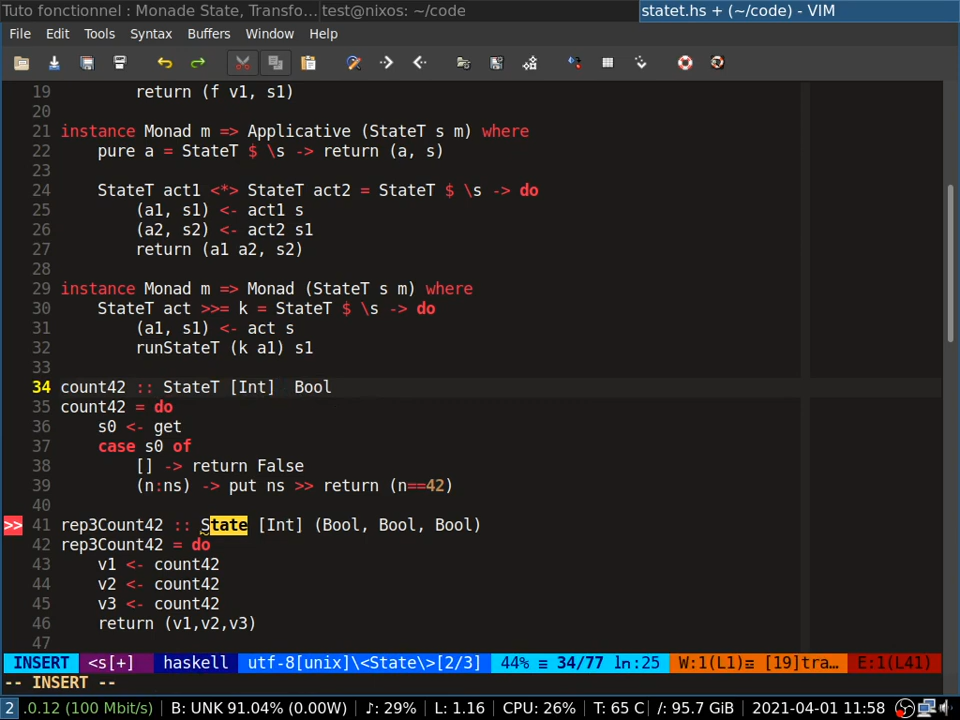 Tuto fonctionnel : Monade State, Transfo... test@nixos: ~/code statet.hs + (~/code) - VIM
File Edit Tools Syntax Buffers Window Help
19 return (f v1, s1)
20
21 instance Monad m => Applicative (StateT s m) where
22 pure a = StateT $ \s -> return (a, s)
23
24 StateT act1 <*> StateT act2 = StateT $ \s -> do
25 (a1, s1) <- act1 s
26 (a2, s2) <- act2 s1
27 return (a1 a2, s2)
28
29 instance Monad m => Monad (StateT s m) where
30 StateT act >>= k = StateT $ \s -> do
31 (a1, s1) <- act s
32 runStateT (k a1) s1
33
34 count42 :: StateT [Int]  Bool
35 count42 = do
36 s0 <- get
37 case s0 of
38 [] -> return False
39 (n:ns) -> put ns >> return (n==42)
40
>> 41 rep3Count42 :: State [Int] (Bool, Bool, Bool)
42 rep3Count42 = do
43 v1 <- count42
44 v2 <- count42
45 v3 <- count42
46 return (v1,v2,v3)
47
INSERT <s[+] haskell utf-8[unix]\<State\>[2/3] 44% ≡ 34/77 ln:25 W:1(L1)≡ [19]tra… E:1(L41)
-- INSERT --
2 .0.12 (100 Mbit/s) B: UNK 91.04% (0.00W) ♪: 29% L: 1.16 CPU: 26% T: 65 C /: 95.7 GiB 2021-04-01 11:58